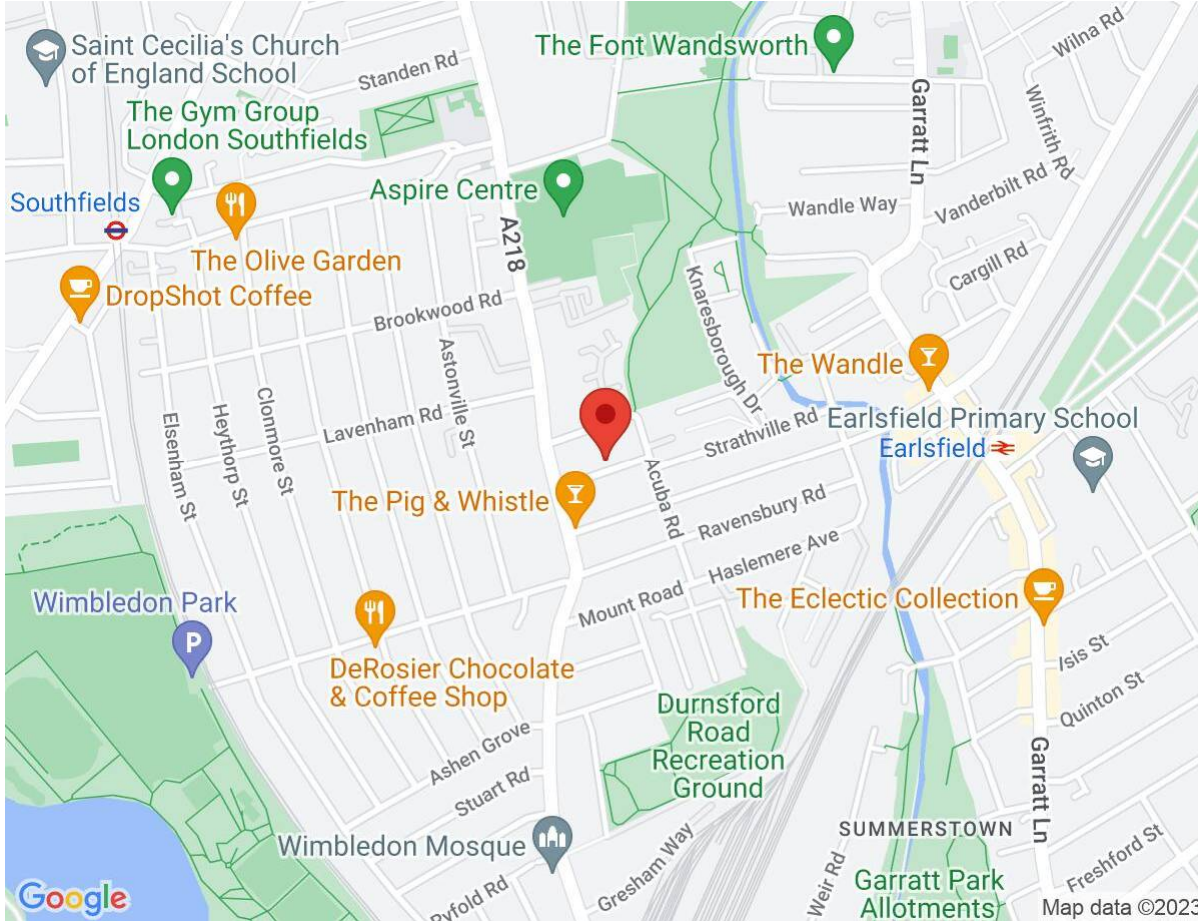 Saint Cecilia's Church
of England School
Standen Rd
The Font Wandsworth
Wilna Rd
The Gym Group
London Southfields
Garratt Ln
Winfrith Rd
Southfields
Aspire Centre
A218
Vanderbilt Rd
Wandle Way
The Olive Garden
Cargill Rd
DropShot Coffee
Brookwood Rd
Knaresborough Dr
Astonville St
The Wandle
Elsenham St
Heythorp St
Clonmore St
Lavenham Rd
Strathville Rd
Earlsfield Primary School
Earlsfield
The Pig & Whistle
Acuba Rd
Ravensbury Rd
Haslemere Ave
Mount Road
Wimbledon Park
P
The Eclectic Collection
DeRosier Chocolate
& Coffee Shop
Isis St
Quinton St
Durnsford
Road
Recreation
Ground
Ashen Grove
Stuart Rd
Garratt Ln
SUMMERSTOWN
Wimbledon Mosque
Gresham Way
Weir Rd
Freshford St
Garratt Park
Allotments
Ryfold Rd
Google
Map data ©2023